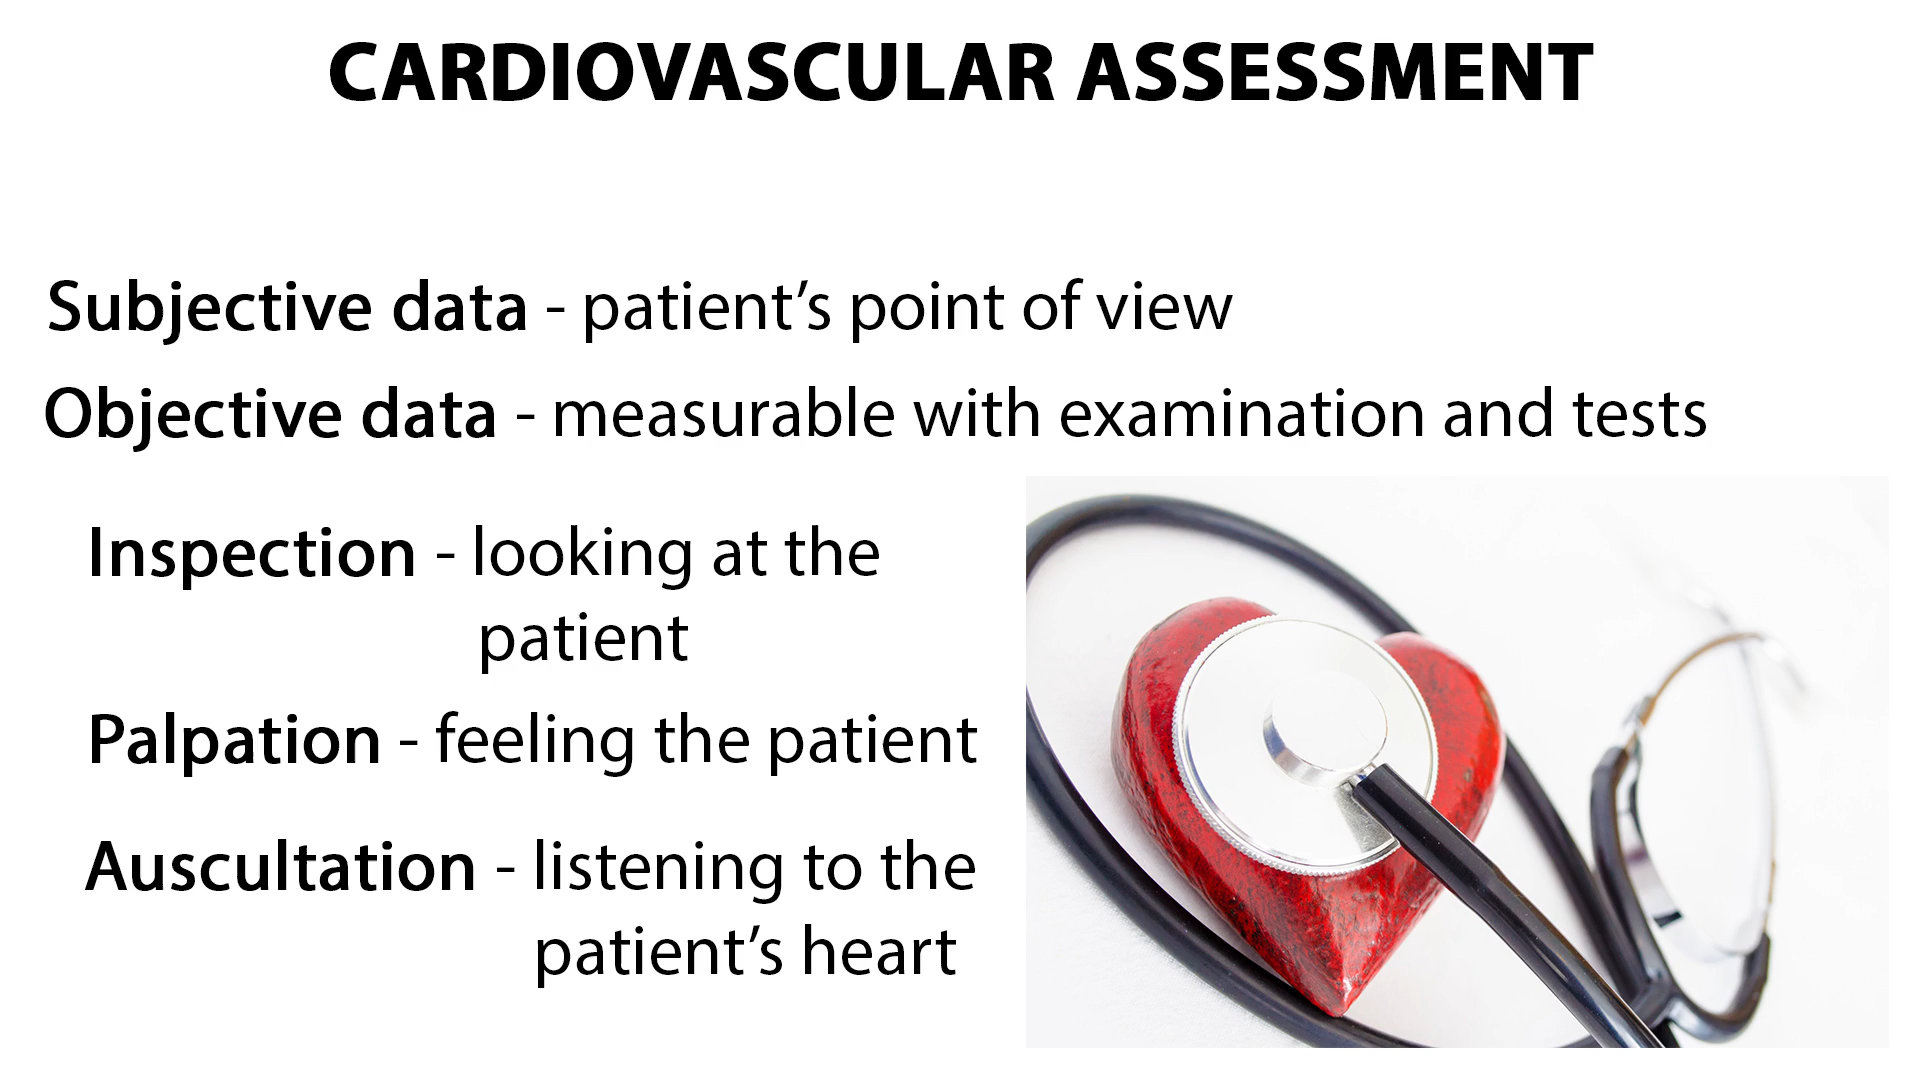 CARDIOVASCULAR ASSESSMENT
Subjective data - patient’s point of view
Objective data - measurable with examination and tests
Inspection - looking at the
patient
Palpation - feeling the patient
Auscultation - listening to the
patient’s heart